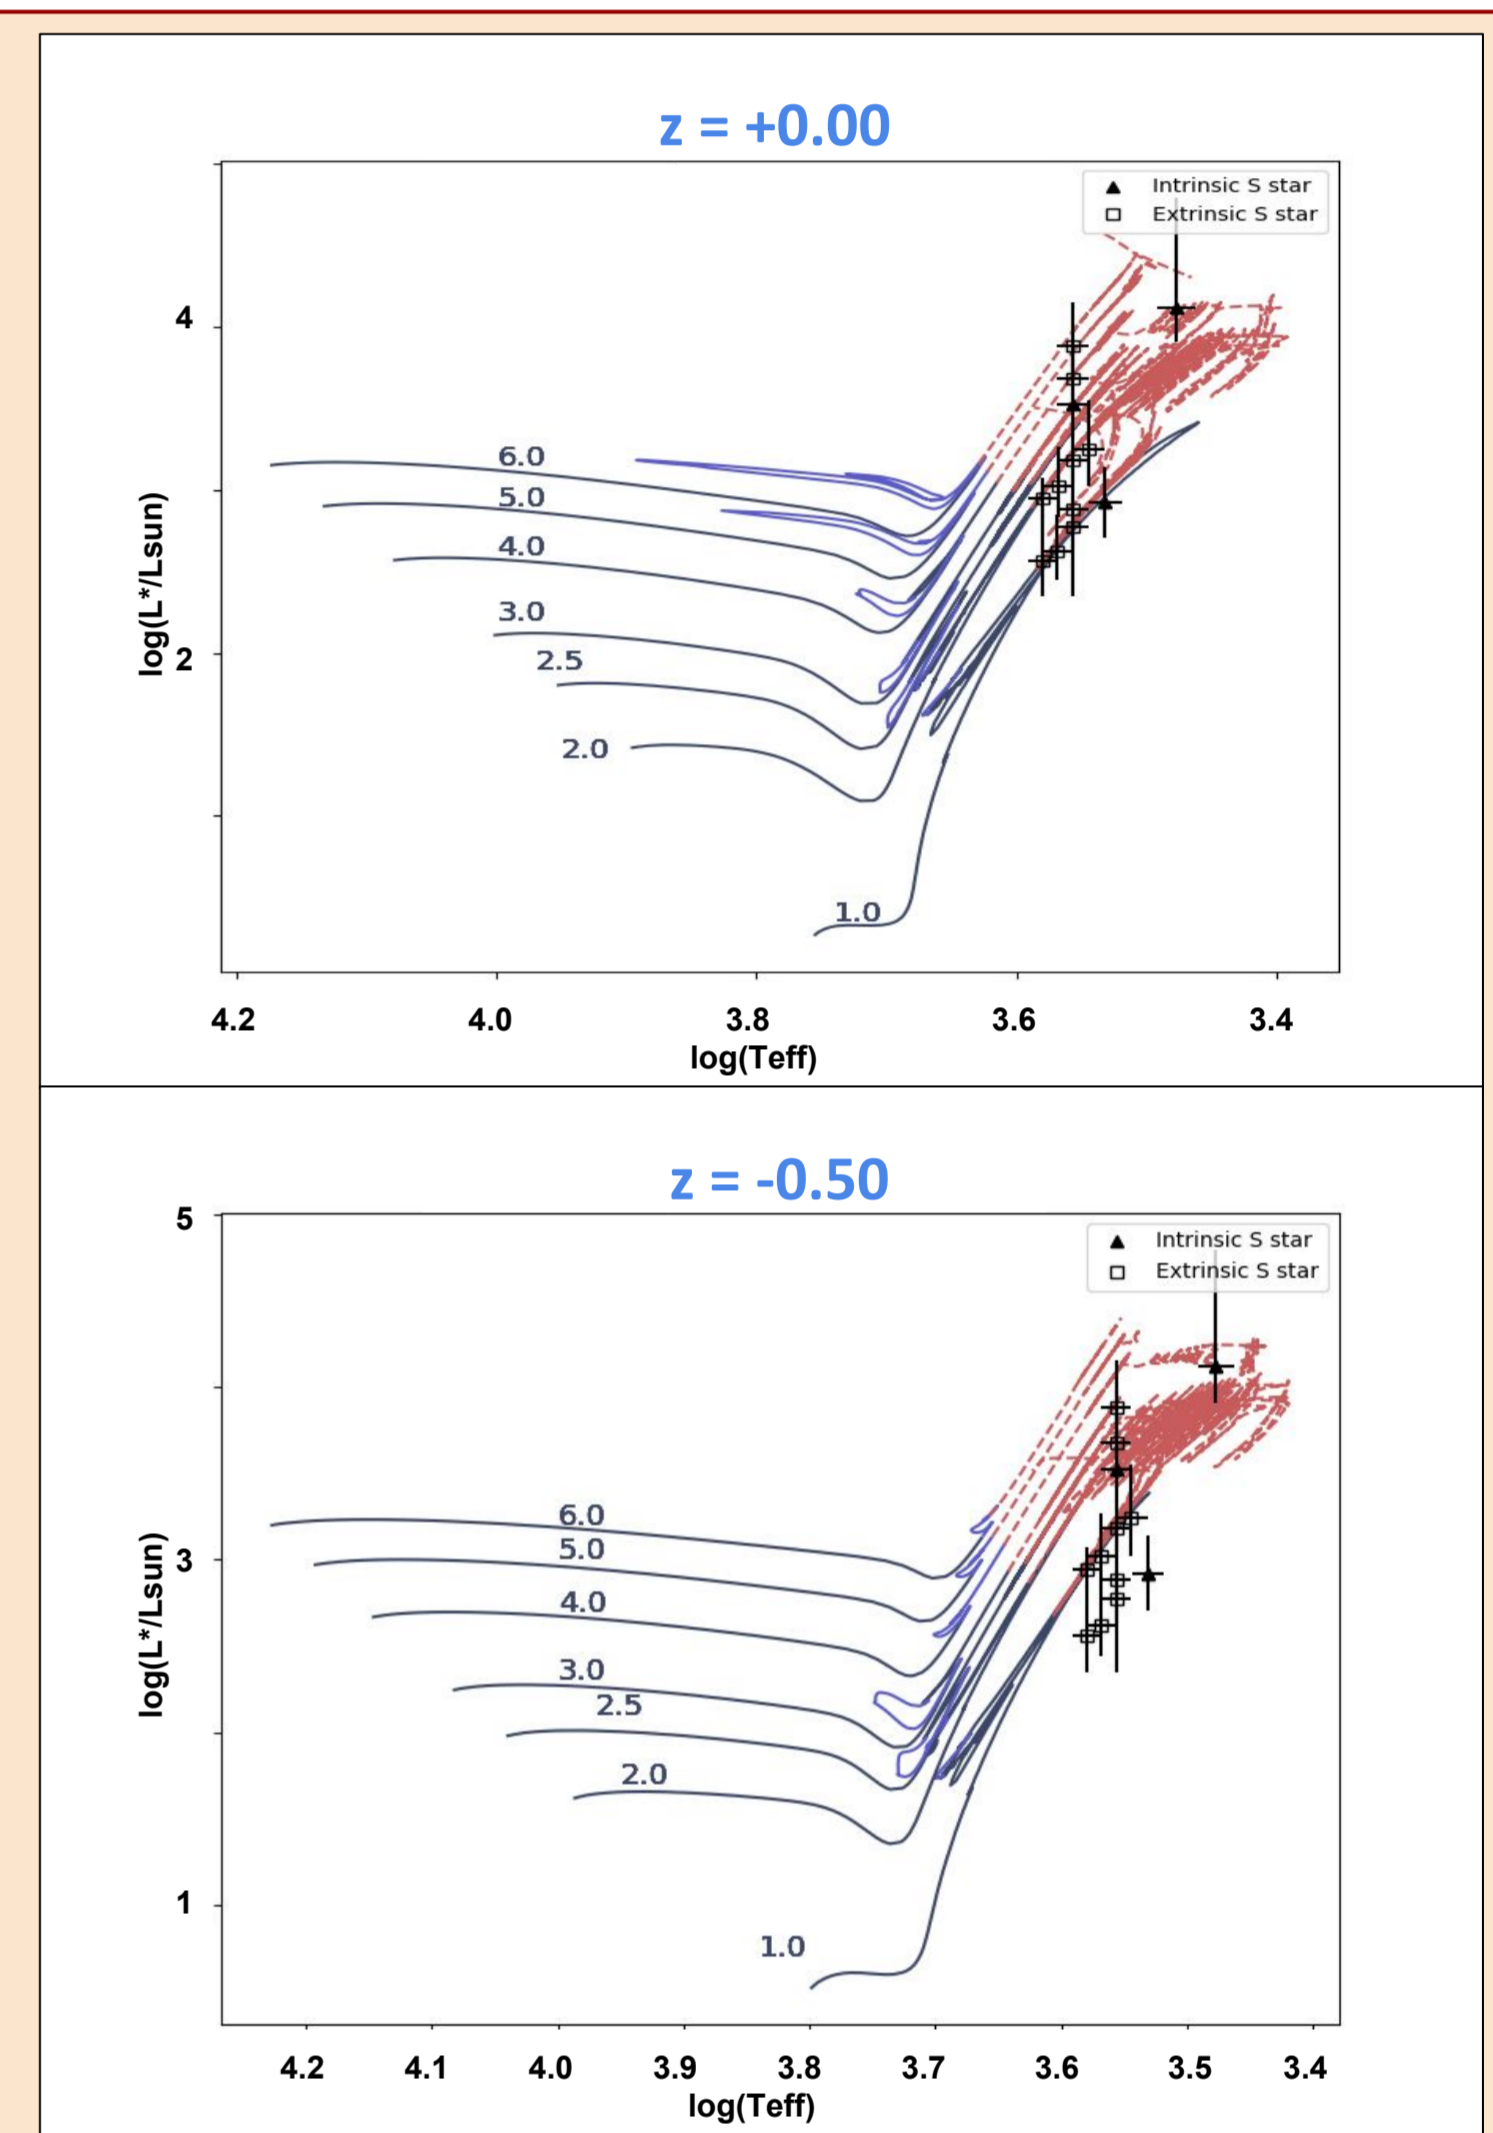 z = +0.00
Intrinsic S star
Extrinsic S star
4
2
log(L*/Lsun)
6.0
5.0
4.0
3.0
2.5
2.0
1.0
4.2 4.0 3.8 3.6 3.4
log(Teff)
z = -0.50
5
Intrinsic S star
Extrinsic S star
3
1
log(L*/Lsun)
6.0
5.0
4.0
3.0
2.5
2.0
1.0
4.2 4.1 4.0 3.9 3.8 3.7 3.6 3.5 3.4
log(Teff)